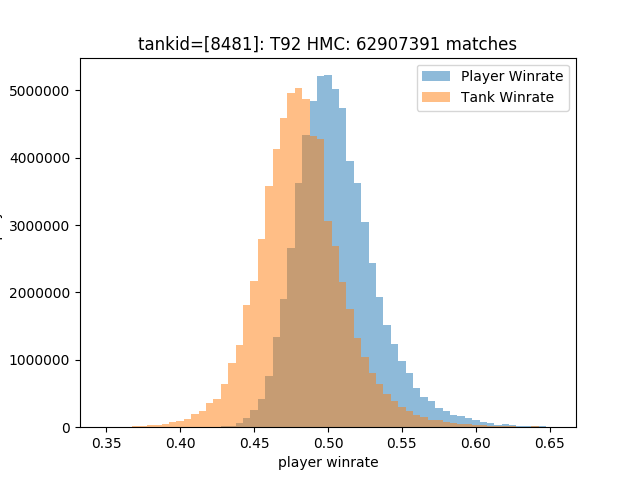 tankid=[8481]: T92 HMC: 62907391 matches
Player Winrate
Tank Winrate
5000000
4000000
3000000
2000000
1000000
0
0.35 0.40 0.45 0.50 0.55 0.60 0.65
player winrate